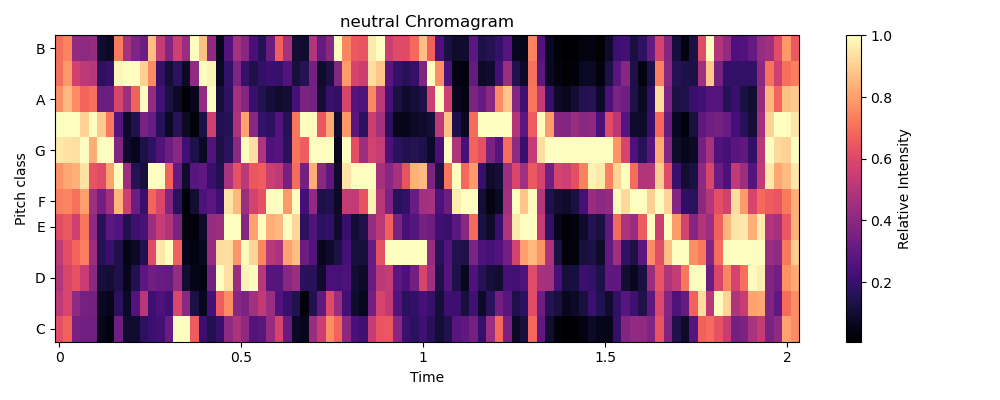 neutral Chromagram
Pitch class
B
A
G
F
E
D
C
0
0.5
1
1.5
2
Time
1.0
0.8
0.6
0.4
0.2
Relative Intensity